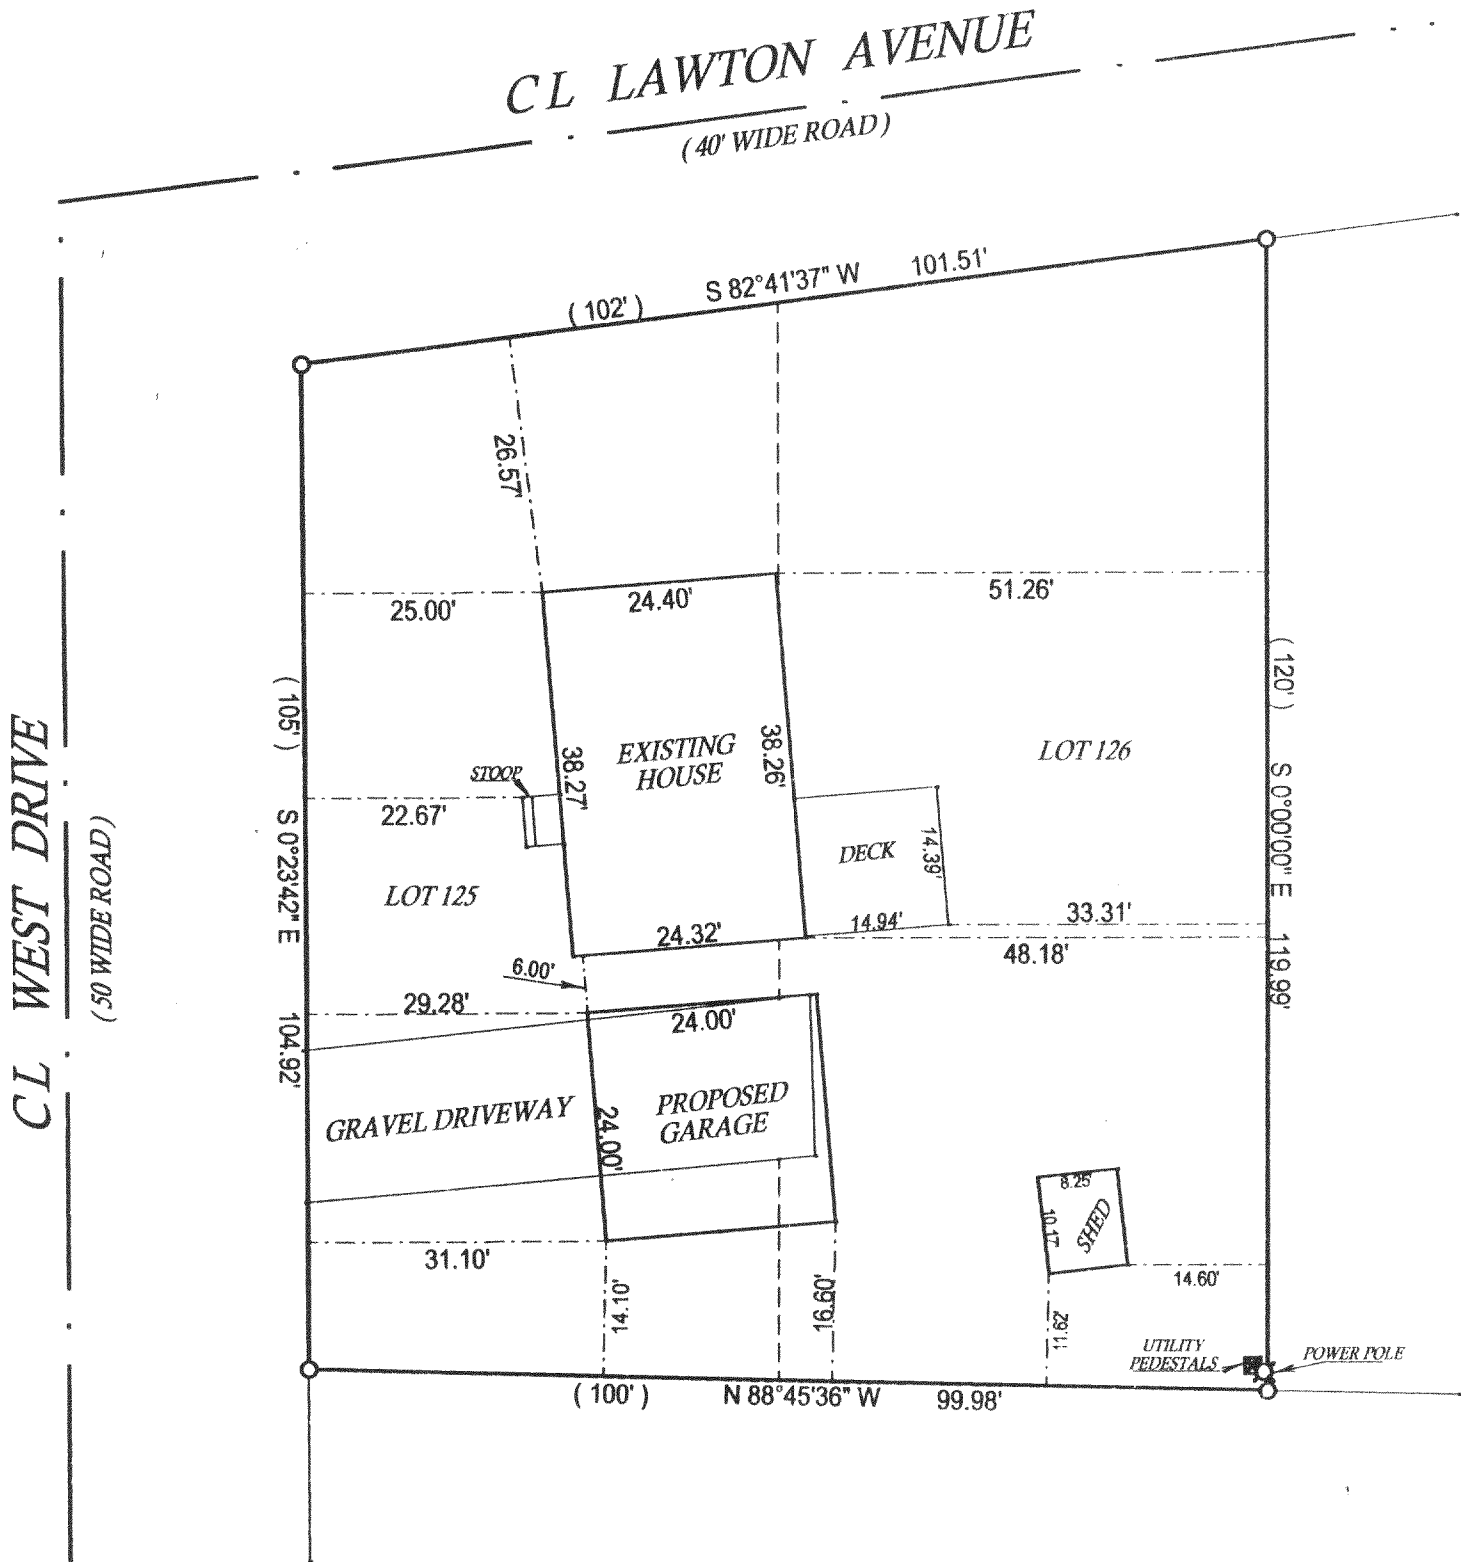 CL LAWTON AVENUE
( 40' WIDE ROAD )
( 102' ) S 82°41'37" W 101.51'
26.57'
25.00'
24.40'
51.26'
( 105' ) S 0°23'42" E 104.92'
( 120' ) S 0°00'00" E 119.99'
CL WEST DRIVE
( 50 WIDE ROAD )
EXISTING
HOUSE
38.27'
38.26'
LOT 126
STOOP
22.67'
DECK
14.39'
LOT 125
14.94'
33.31'
24.32'
48.18'
6.00'
29.28'
24.00'
GRAVEL DRIVEWAY
24.00'
PROPOSED
GARAGE
8.25'
10.17'
SHED
31.10'
14.10'
16.60'
14.60'
11.62'
UTILITY
PEDESTALS
POWER POLE
( 100' ) N 88°45'36" W 99.98'